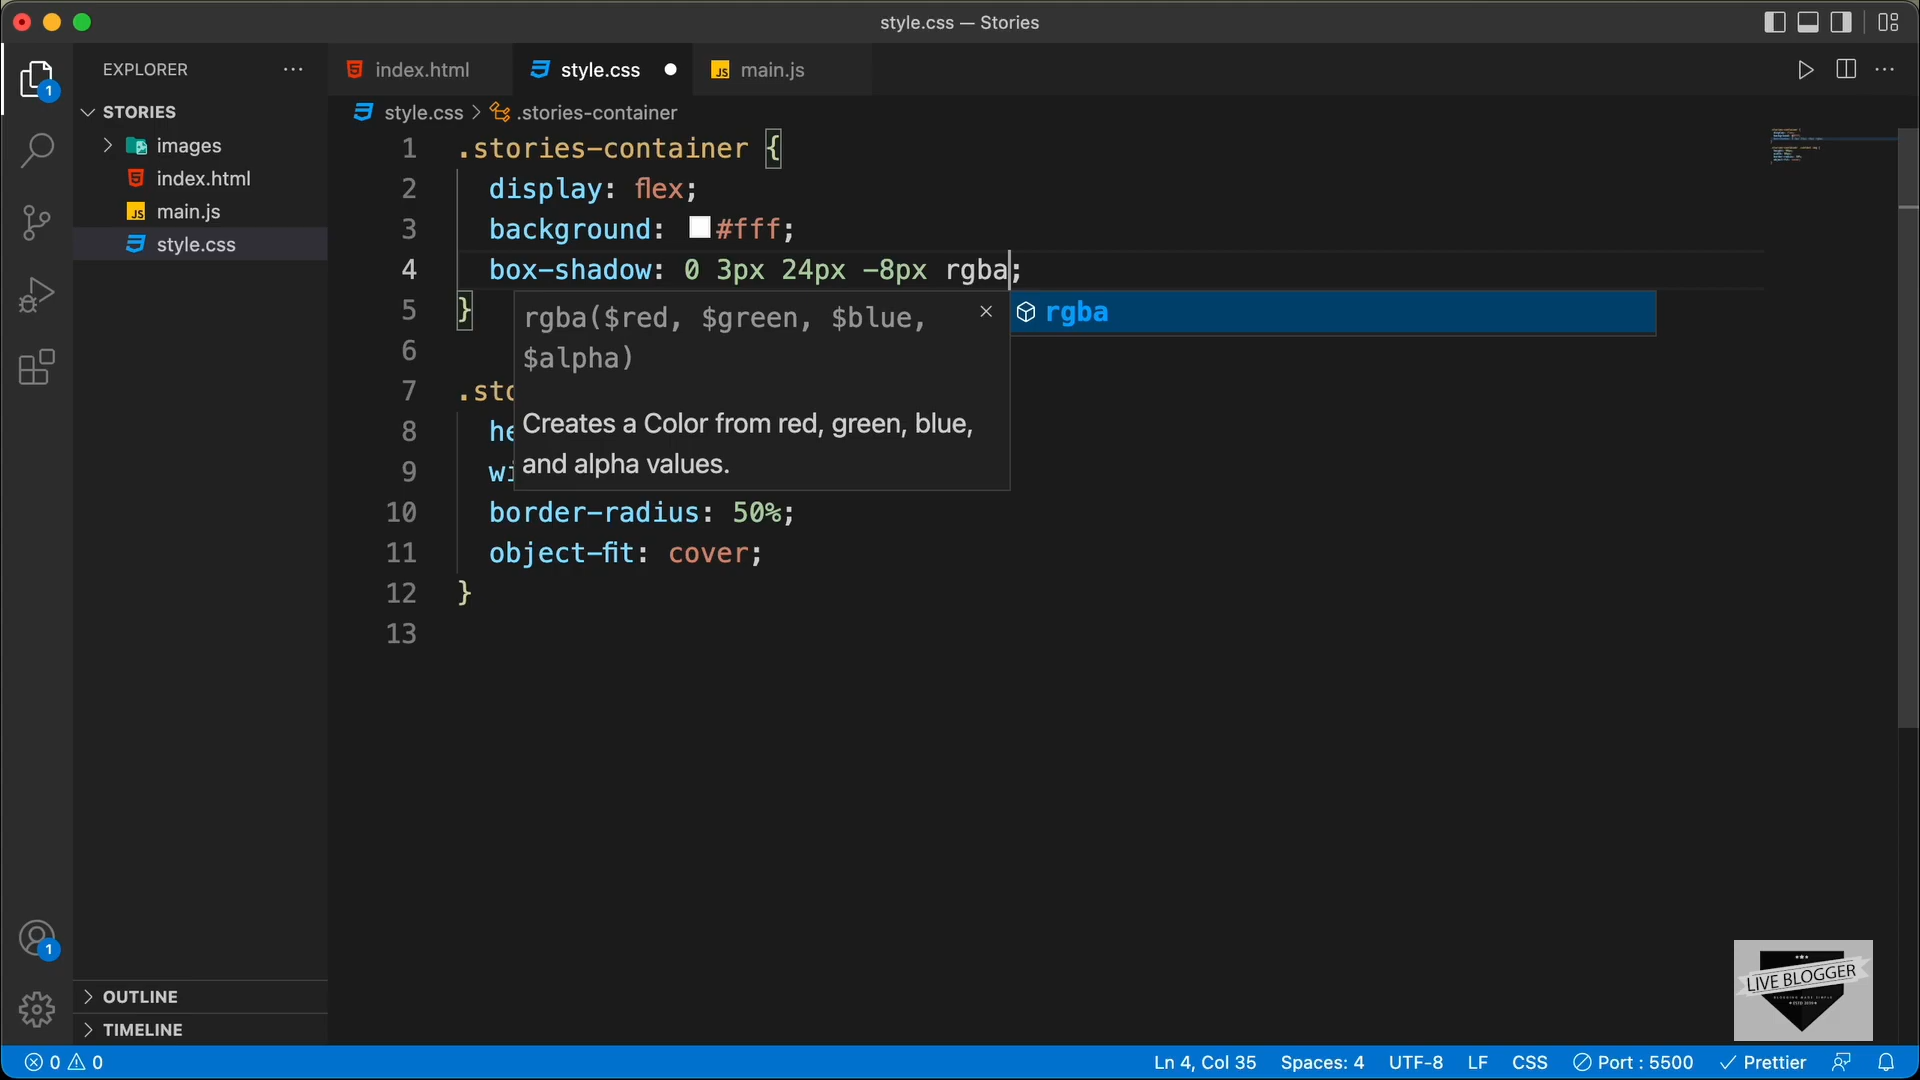 style.css — Stories
EXPLORER
index.html
style.css
main.js
STORIES
style.css > .stories-container
images
index.html
main.js
style.css
1 .stories-container {
2 display: flex;
3 background: #fff;
4 box-shadow: 0 3px 24px -8px rgba;
5 }
rgba($red, $green, $blue,
$alpha)
rgba
6
7 .sto
Creates a Color from red, green, blue,
and alpha values.
8 he
9 wi
10 border-radius: 50%;
11 object-fit: cover;
12 }
13
1
1
OUTLINE
TIMELINE
LIVE BLOGGER
0 0
Ln 4, Col 35
Spaces: 4
UTF-8
LF
CSS
Port : 5500
Prettier